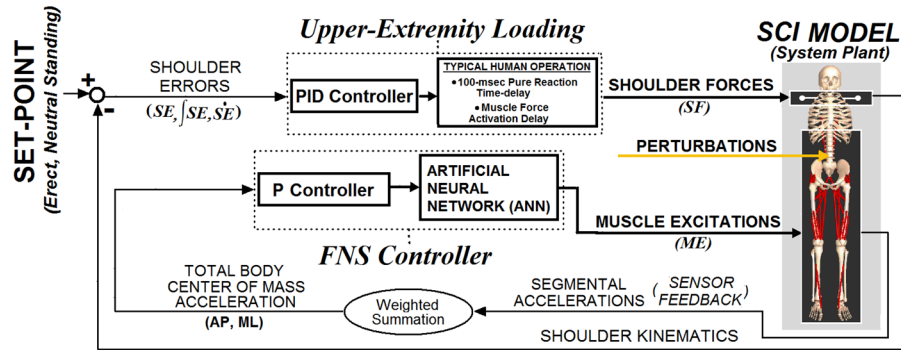 Upper-Extremity Loading
SCI MODEL
(System Plant)
SET-POINT
(Erect, Neutral Standing)
+
-
SHOULDER
ERRORS
(SE, ∫SE, SĖ)
PID Controller
TYPICAL HUMAN OPERATION
•100-msec Pure Reaction
Time-delay
• Muscle Force
Activation Delay
SHOULDER FORCES
(SF)
PERTURBATIONS
P Controller
ARTIFICIAL
NEURAL
NETWORK (ANN)
MUSCLE EXCITATIONS
(ME)
FNS Controller
TOTAL BODY
CENTER OF MASS
ACCELERATION
(AP, ML)
Weighted
Summation
SEGMENTAL
ACCELERATIONS
(SENSOR
FEEDBACK)
SHOULDER KINEMATICS